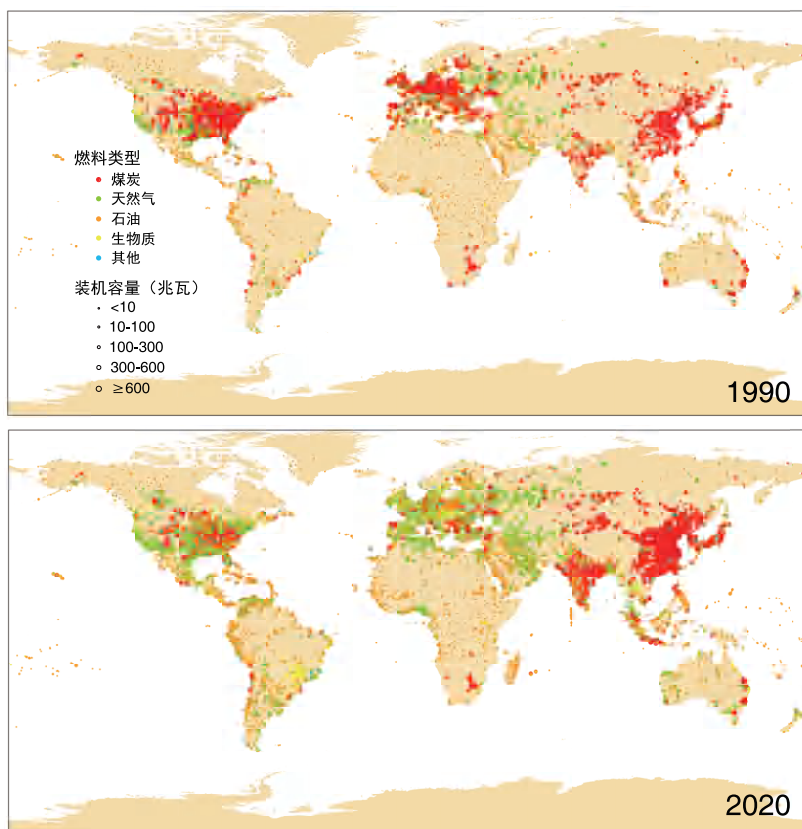 燃料类型
煤炭
天然气
石油
生物质
其他
装机容量（兆瓦）
<10
10-100
100-300
300-600
≥600
1990
2020